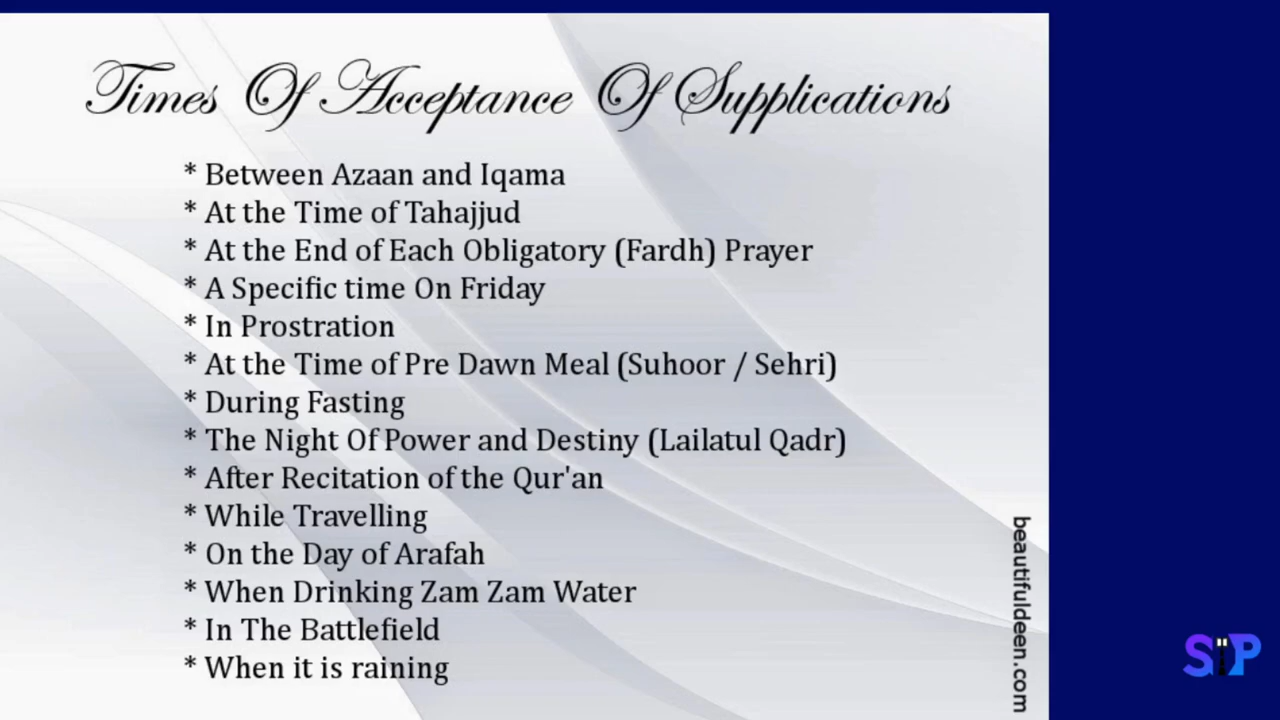 Times Of Acceptance Of Supplications
* Between Azaan and Iqama
* At the Time of Tahajjud
* At the End of Each Obligatory (Fardh) Prayer
* A Specific time On Friday
* In Prostration
* At the Time of Pre Dawn Meal (Suhoor / Sehri)
* During Fasting
* The Night Of Power and Destiny (Lailatul Qadr)
* After Recitation of the Qur'an
* While Travelling
* On the Day of Arafah
* When Drinking Zam Zam Water
* In The Battlefield
* When it is raining
beautifuldeen.com
STP